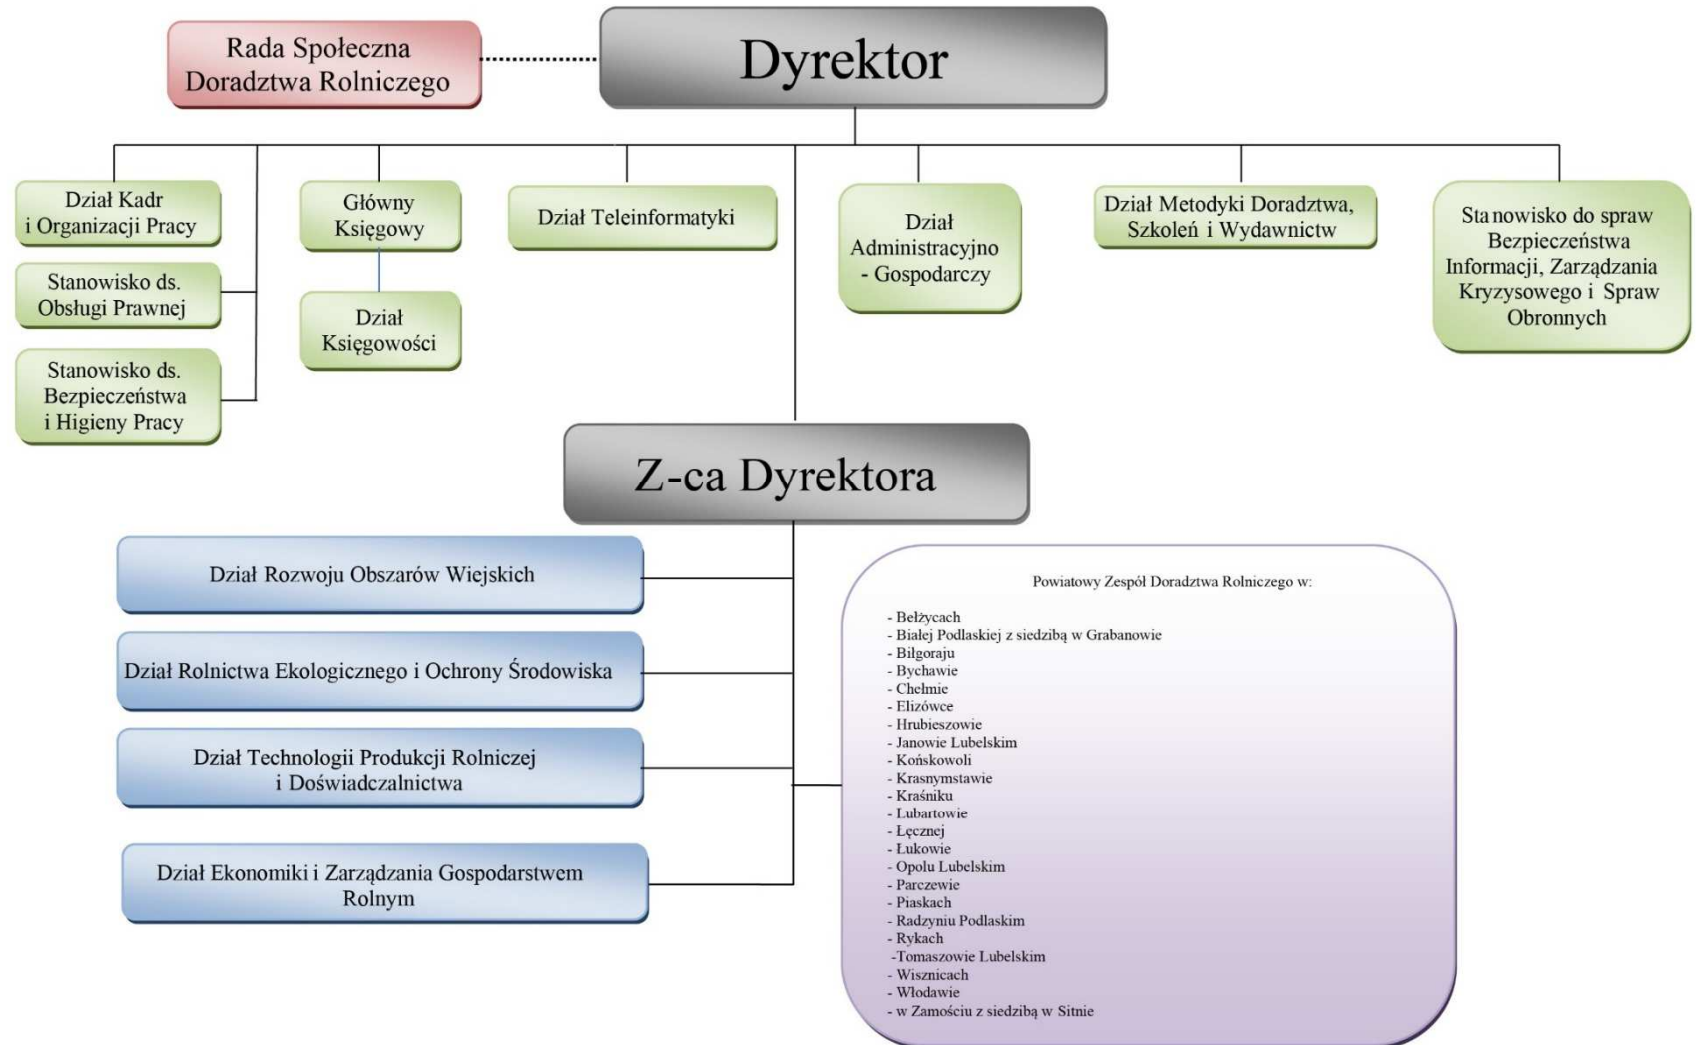 Rada Społeczna
Doradztwa Rolniczego
Dyrektor
Dział Kadr
i Organizacji Pracy
Stanowisko ds.
Obsługi Prawnej
Stanowisko ds.
Bezpieczeństwa
i Higieny Pracy
Główny
Księgowy
Dział
Księgowości
Dział Teleinformatyki
Dział
Administracyjno
- Gospodarczy
Dział Metodyki Doradztwa,
Szkoleń i Wydawnictw
Stanowisko do spraw
Bezpieczeństwa
Informacji, Zarządzania
Kryzysowego i Spraw
Obronnych
Z-ca Dyrektora
Dział Rozwoju Obszarów Wiejskich
Dział Rolnictwa Ekologicznego i Ochrony Środowiska
Dział Technologii Produkcji Rolniczej
i Doświadczalnictwa
Dział Ekonomiki i Zarządzania Gospodarstwem
Rolnym
Powiatowy Zespół Doradztwa Rolniczego w:
- Bełżycach
- Białej Podlaskiej z siedzibą w Grabanowie
- Biłgoraju
- Bychawie
- Chełmie
- Elizówce
- Hrubieszowie
- Janowie Lubelskim
- Końskowoli
- Krasnymstawie
- Kraśniku
- Lubartowie
- Łęcznej
- Łukowie
- Opolu Lubelskim
- Parczewie
- Piaskach
- Radzyniu Podlaskim
- Rykach
-Tomaszowie Lubelskim
- Wisznicach
- Włodawie
- w Zamościu z siedzibą w Sitnie